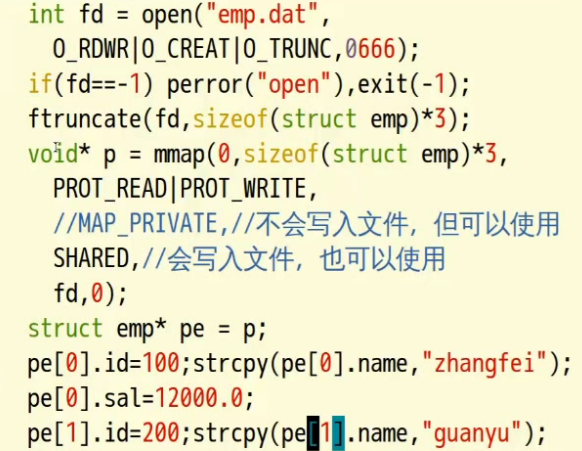 int fd = open("emp.dat",
O_RDWR|O_CREAT|O_TRUNC,0666);
if(fd==-1) perror("open"),exit(-1);
ftruncate(fd,sizeof(struct emp)*3);
void* p = mmap(0,sizeof(struct emp)*3,
PROT_READ|PROT_WRITE,
//MAP_PRIVATE,//不会写入文件，但可以使用
SHARED,//会写入文件，也可以使用
fd,0);
struct emp* pe = p;
pe[0].id=100;strcpy(pe[0].name,"zhangfei");
pe[0].sal=12000.0;
pe[1].id=200;strcpy(pe[1].name,"guanyu");